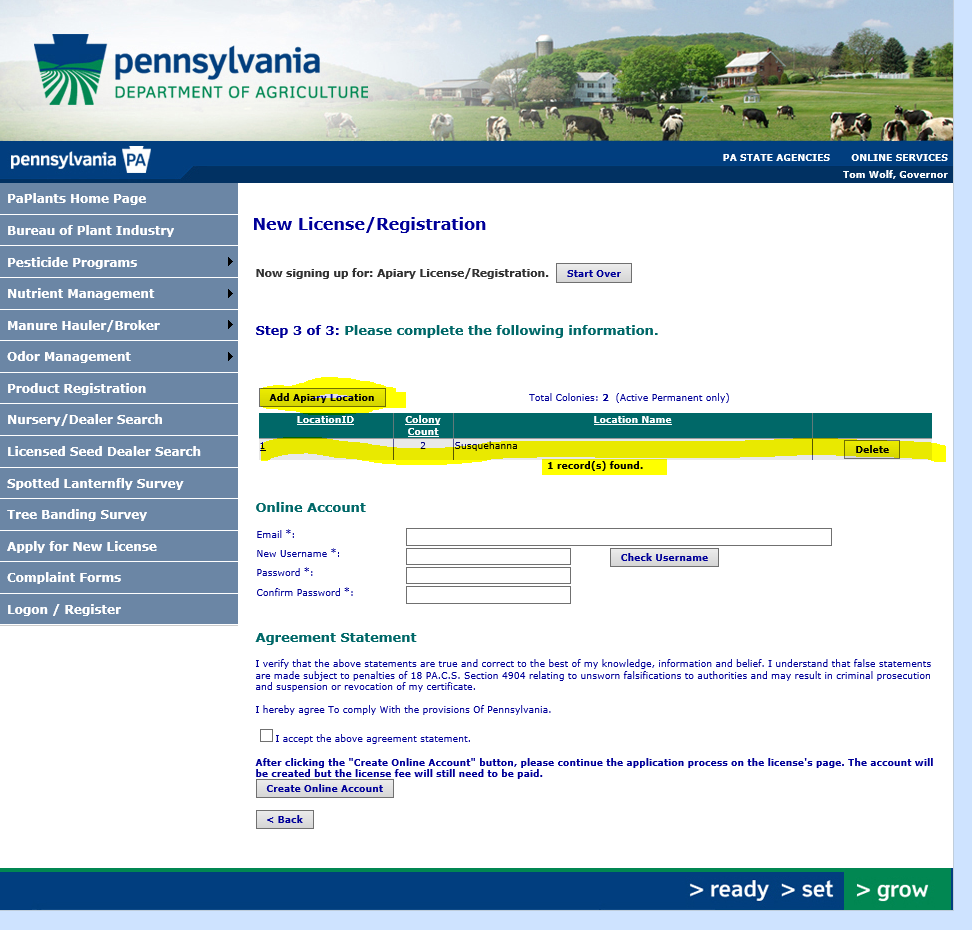 pennsylvania
DEPARTMENT OF AGRICULTURE
pennsylvania PA
PA STATE AGENCIES ONLINE SERVICES
Tom Wolf, Governor
PaPlants Home Page
Bureau of Plant Industry
Pesticide Programs
Nutrient Management
Manure Hauler/Broker
Odor Management
Product Registration
Nursery/Dealer Search
Licensed Seed Dealer Search
Spotted Lanternfly Survey
Tree Banding Survey
Apply for New License
Complaint Forms
Logon / Register
New License/Registration
Now signing up for: Apiary License/Registration. Start Over
Step 3 of 3: Please complete the following information.
Add Apiary Location Total Colonies: 2 (Active Permanent only)
LocationID Colony Count Location Name
1 2 Susquehanna Delete
1 record(s) found.
Online Account
Email *:
New Username *: Check Username
Password *:
Confirm Password *:
Agreement Statement
I verify that the above statements are true and correct to the best of my knowledge, information and belief. I understand that false statements
are made subject to penalties of 18 PA.C.S. Section 4904 relating to unsworn falsifications to authorities and may result in criminal prosecution
and suspension or revocation of my certificate.
I hereby agree To comply With the provisions Of Pennsylvania.
I accept the above agreement statement.
After clicking the "Create Online Account" button, please continue the application process on the license's page. The account will
be created but the license fee will still need to be paid.
Create Online Account
< Back
> ready > set > grow